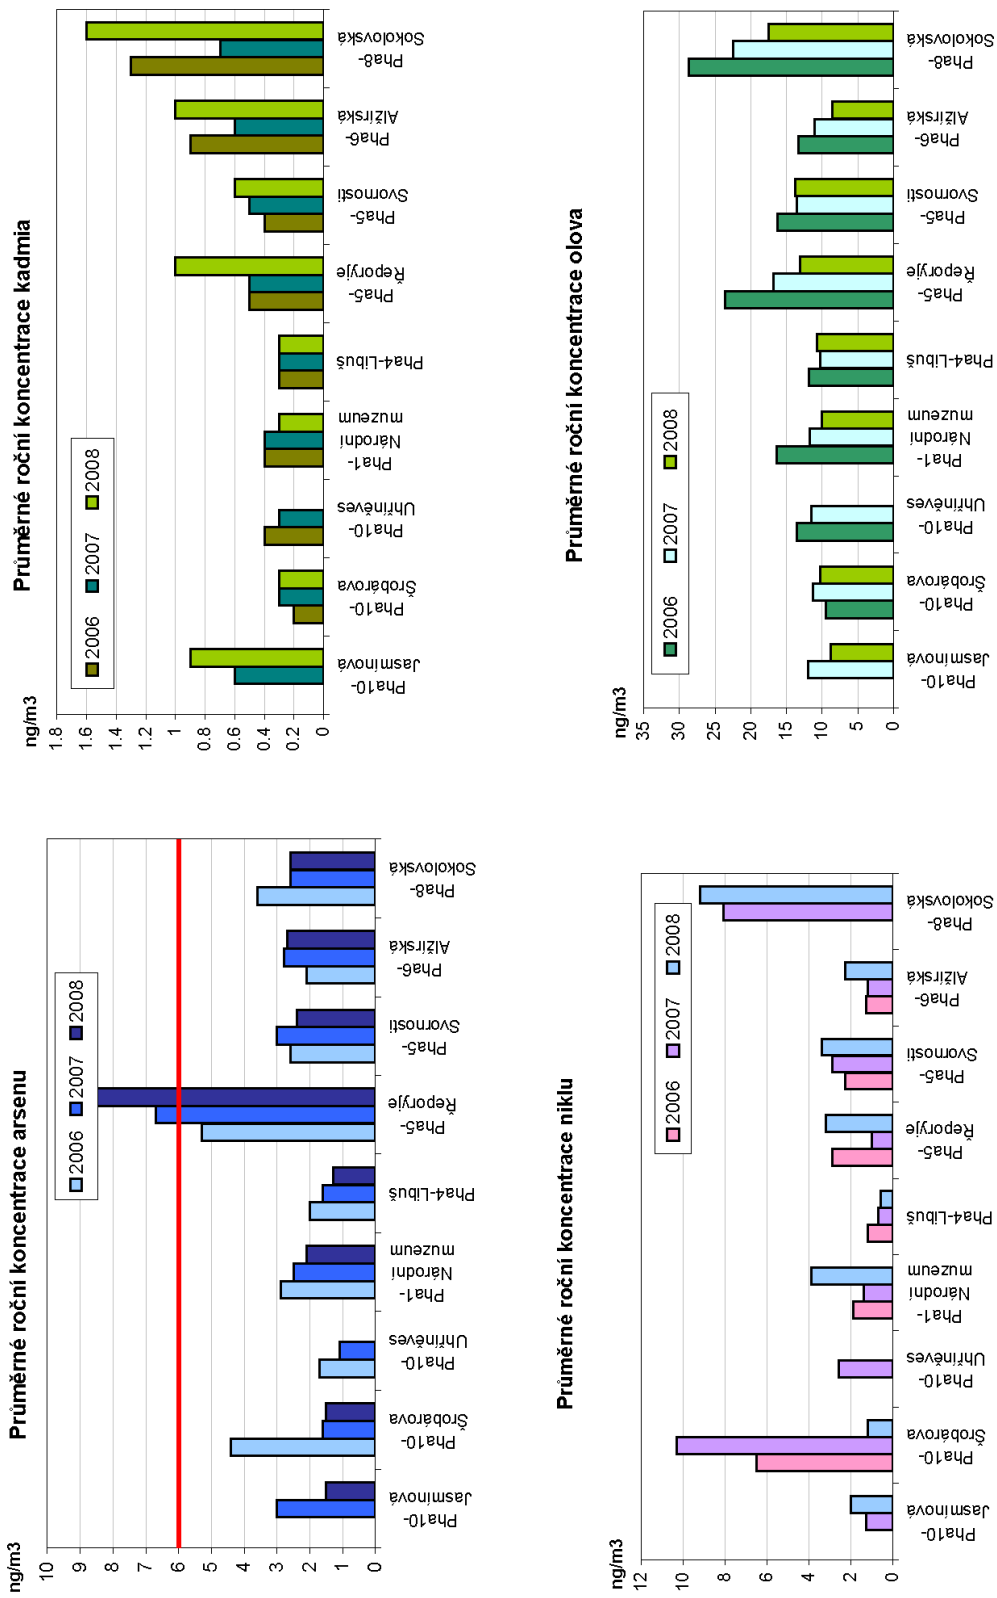 Průměrné roční koncentrace arsenu
ng/m3
2006 2007 2008
10
9
8
7
6
5
4
3
2
1
0
Pha10-
Jasmínová
Pha10-
Šrobárova
Pha10-
Uhříněves
Pha1-
Národní
muzeum
Pha4-Libuš
Pha5-
Řeporyje
Pha5-
Svornosti
Pha6-
Alžírská
Pha8-
Sokolovská
Průměrné roční koncentrace kadmia
ng/m3
2006 2007 2008
1.8
1.6
1.4
1.2
1
0.8
0.6
0.4
0.2
0
Pha10-
Jasmínová
Pha10-
Šrobárova
Pha10-
Uhříněves
Pha1-
Národní
muzeum
Pha4-Libuš
Pha5-
Řeporyje
Pha5-
Svornosti
Pha6-
Alžírská
Pha8-
Sokolovská
Průměrné roční koncentrace niklu
ng/m3
2006 2007 2008
12
10
8
6
4
2
0
Pha10-
Jasmínová
Pha10-
Šrobárova
Pha10-
Uhříněves
Pha1-
Národní
muzeum
Pha4-Libuš
Pha5-
Řeporyje
Pha5-
Svornosti
Pha6-
Alžírská
Pha8-
Sokolovská
Průměrné roční koncentrace olova
ng/m3
2006 2007 2008
35
30
25
20
15
10
5
0
Pha10-
Jasmínová
Pha10-
Šrobárova
Pha10-
Uhříněves
Pha1-
Národní
muzeum
Pha4-Libuš
Pha5-
Řeporyje
Pha5-
Svornosti
Pha6-
Alžírská
Pha8-
Sokolovská